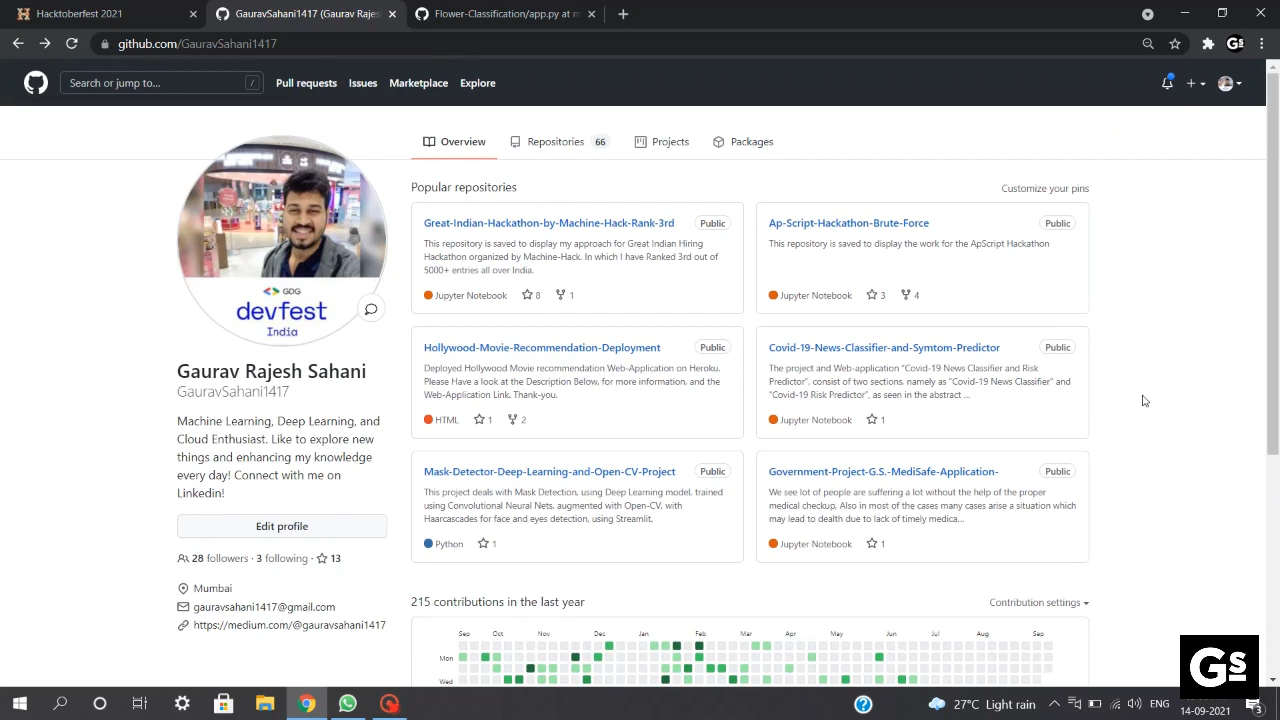 Hacktoberfest 2021
GauravSahani1417 (Gaurav Rajes
Flower-Classification/app.py at m
github.com/GauravSahani1417
Gs
Search or jump to...
/
Pull requests
Issues
Marketplace
Explore
Overview
Repositories 66
Projects
Packages
GDG
devfest
India
Gaurav Rajesh Sahani
GauravSahani1417
Machine Learning, Deep Learning, and
Cloud Enthusiast. Like to explore new
things and enhancing my knowledge
every day! Connect with me on
Linkedin!
Edit profile
28 followers · 3 following · 13
Mumbai
gauravsahani1417@gmail.com
https://medium.com/@gauravsahani1417
Popular repositories
Customize your pins
Great-Indian-Hackathon-by-Machine-Hack-Rank-3rd
Public
This repository is saved to display my approach for Great Indian Hiring
Hackathon organized by Machine-Hack. In which I have Ranked 3rd out of
5000+ entries all over India.
Jupyter Notebook 8 1
Ap-Script-Hackathon-Brute-Force
Public
This repository is saved to display the work for the ApScript Hackathon
Jupyter Notebook 3 4
Hollywood-Movie-Recommendation-Deployment
Public
Deployed Hollywood Movie recommendation Web-Application on Heroku.
Please Have a look at the Description Below, for more information, and the
Web-Application Link. Thank-you.
HTML 1 2
Covid-19-News-Classifier-and-Symtom-Predictor
Public
The project and Web-application "Covid-19 News Classifier and Risk
Predictor", consist of two sections, namely as "Covid-19 News Classifier" and
"Covid-19 Risk Predictor", as seen in the abstract ...
Jupyter Notebook 1
Mask-Detector-Deep-Learning-and-Open-CV-Project
Public
This project deals with Mask Detection, using Deep Learning model, trained
using Convolutional Neural Nets, augmented with Open-CV, with
Haarcascades for face and eyes detection, using Streamlit.
Python 1
Government-Project-G.S.-MediSafe-Application-
Public
We see lot of people are suffering a lot without the help of the proper
medical checkup, Also in most of the cases many cases arise a situation which
may lead to dealth due to lack of timely medica...
Jupyter Notebook 1
215 contributions in the last year
Contribution settings
Sep Oct Nov Dec Jan Feb Mar Apr May Jun Jul Aug Sep
Mon
Wed
Gs
27°C Light rain
ENG
14-09-2021
3